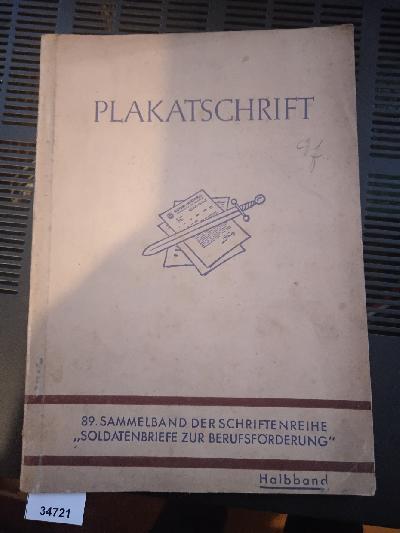 PLAKATSCHRIFT
89. SAMMELBAND DER SCHRIFTENREIHE
„SOLDATENBRIEFE ZUR BERUFSFÖRDERUNG“
Halbband
34721